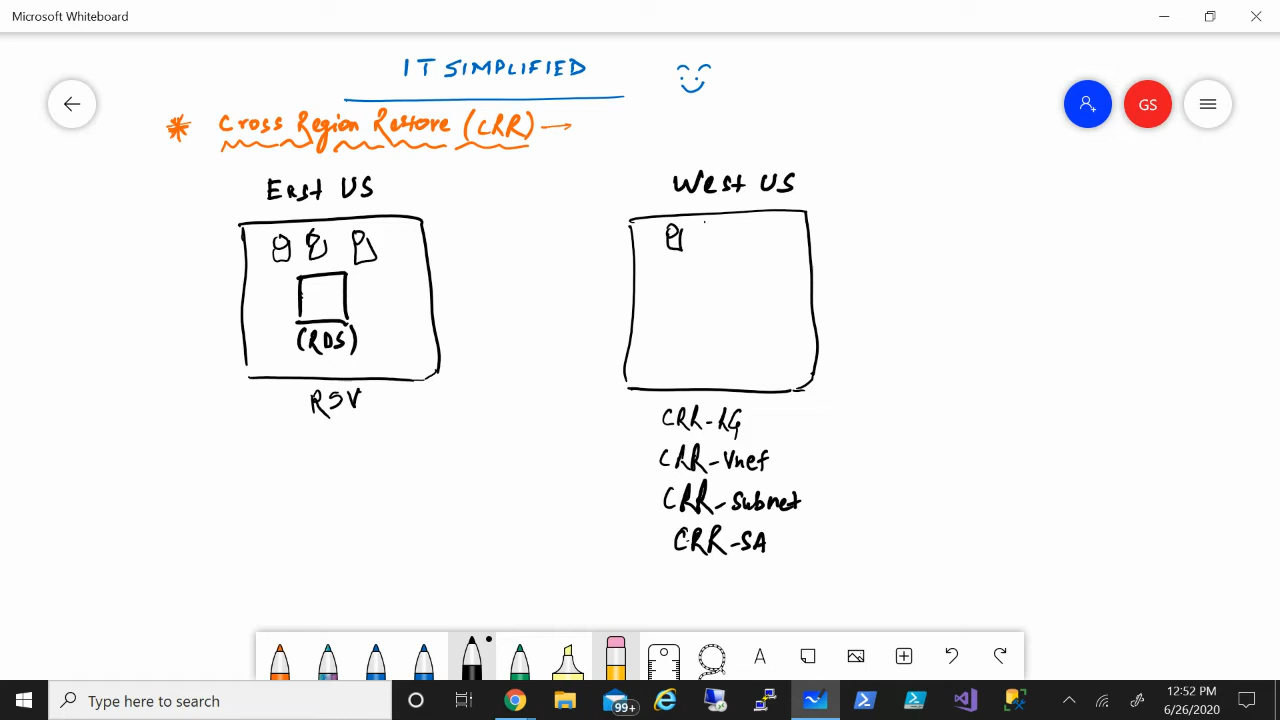 Microsoft Whiteboard
IT SIMPLIFIED
* Cross Region Restore (CRR) →
GS
East US
West US
(RDS)
RSV
CRR-RG
CRR-Vnet
CRR-Subnet
CRR-SA
A
Type here to search
99+
12:52 PM
6/26/2020